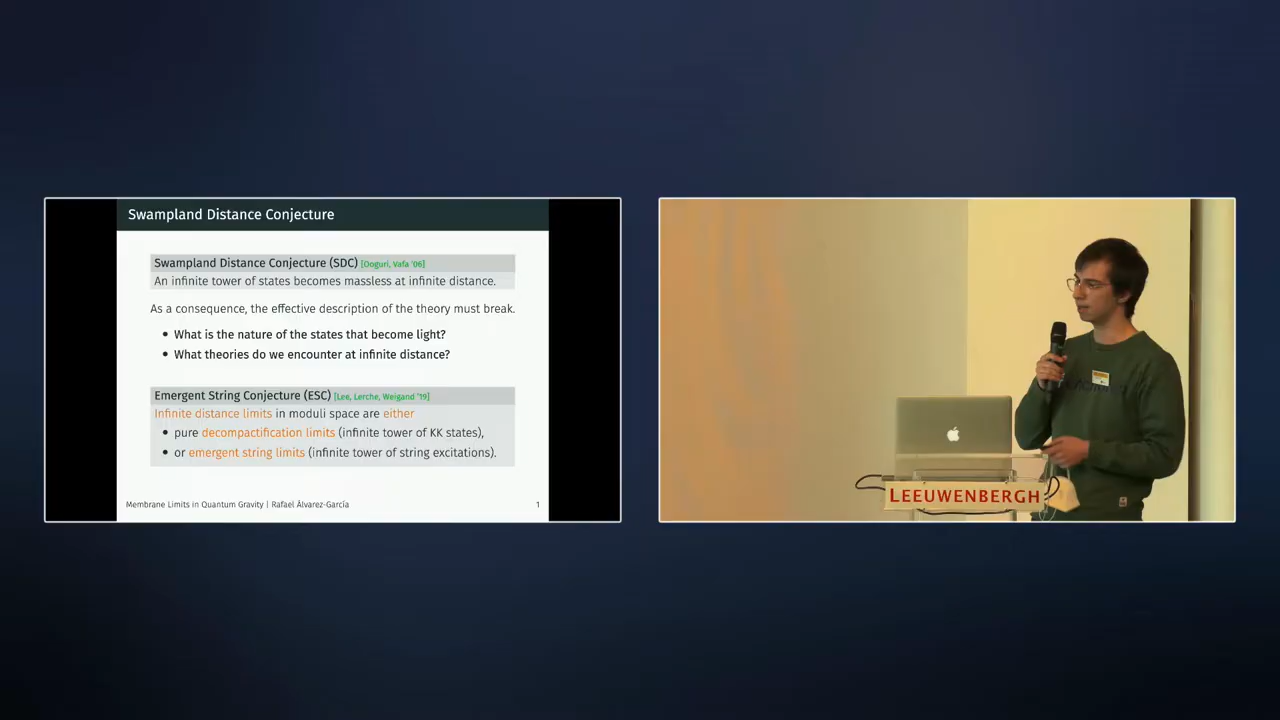 Swampland Distance Conjecture
Swampland Distance Conjecture (SDC) [Ooguri, Vafa '06]
An infinite tower of states becomes massless at infinite distance.
As a consequence, the effective description of the theory must break.
• What is the nature of the states that become light?
• What theories do we encounter at infinite distance?
Emergent String Conjecture (ESC) [Lee, Lerche, Weigand '19]
Infinite distance limits in moduli space are either
• pure decompactification limits (infinite tower of KK states),
• or emergent string limits (infinite tower of string excitations).
Membrane Limits in Quantum Gravity | Rafael Álvarez-García
1
LEEUWENBERGH